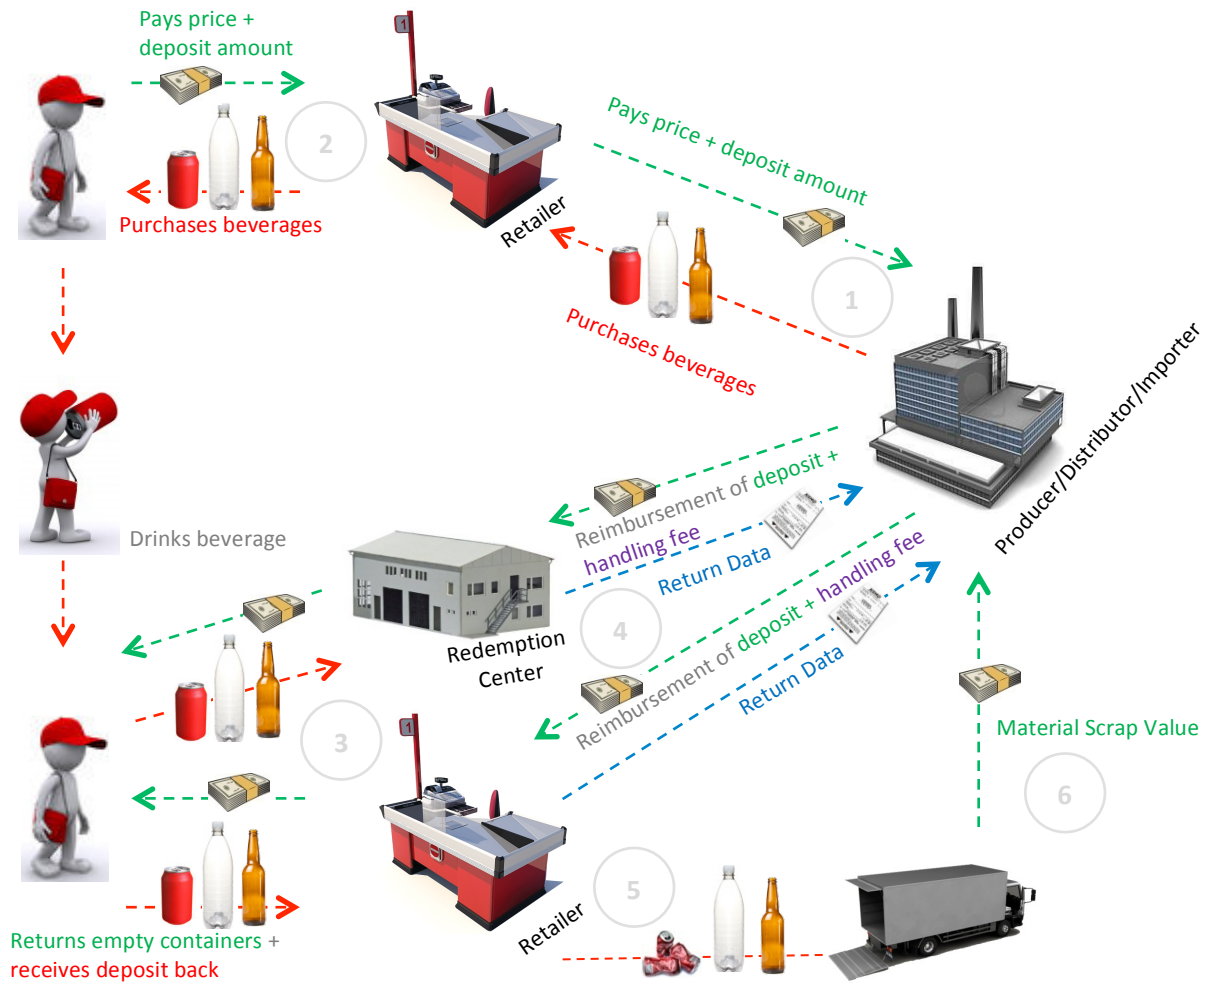 Pays price +
deposit amount
1
2
Purchases beverages
Retailer
Pays price + deposit amount
1
Purchases beverages
Producer/Distributor/Importer
Drinks beverage
Reimbursement of deposit +
handling fee
Return Data
4
Redemption
Center
Reimbursement of deposit + handling fee
Return Data
3
1
Material Scrap Value
6
5
Retailer
Returns empty containers +
receives deposit back